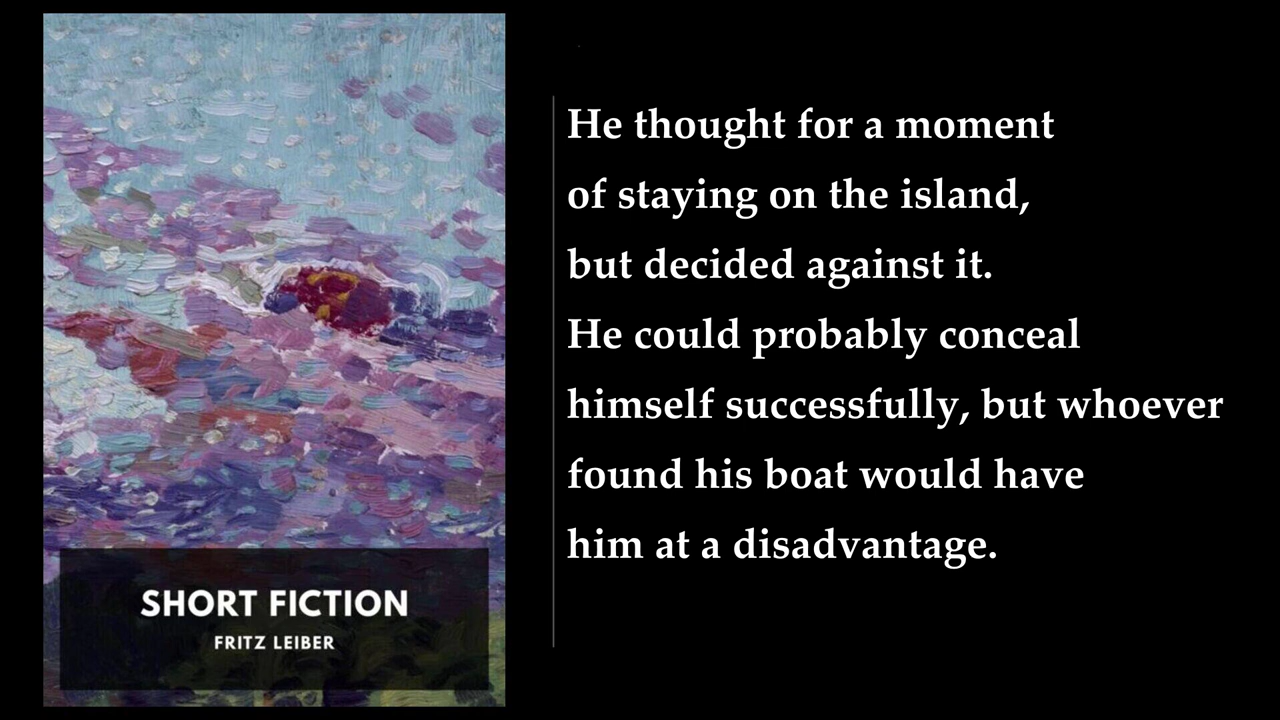 SHORT FICTION
FRITZ LEIBER
He thought for a moment
of staying on the island,
but decided against it.
He could probably conceal
himself successfully, but whoever
found his boat would have
him at a disadvantage.